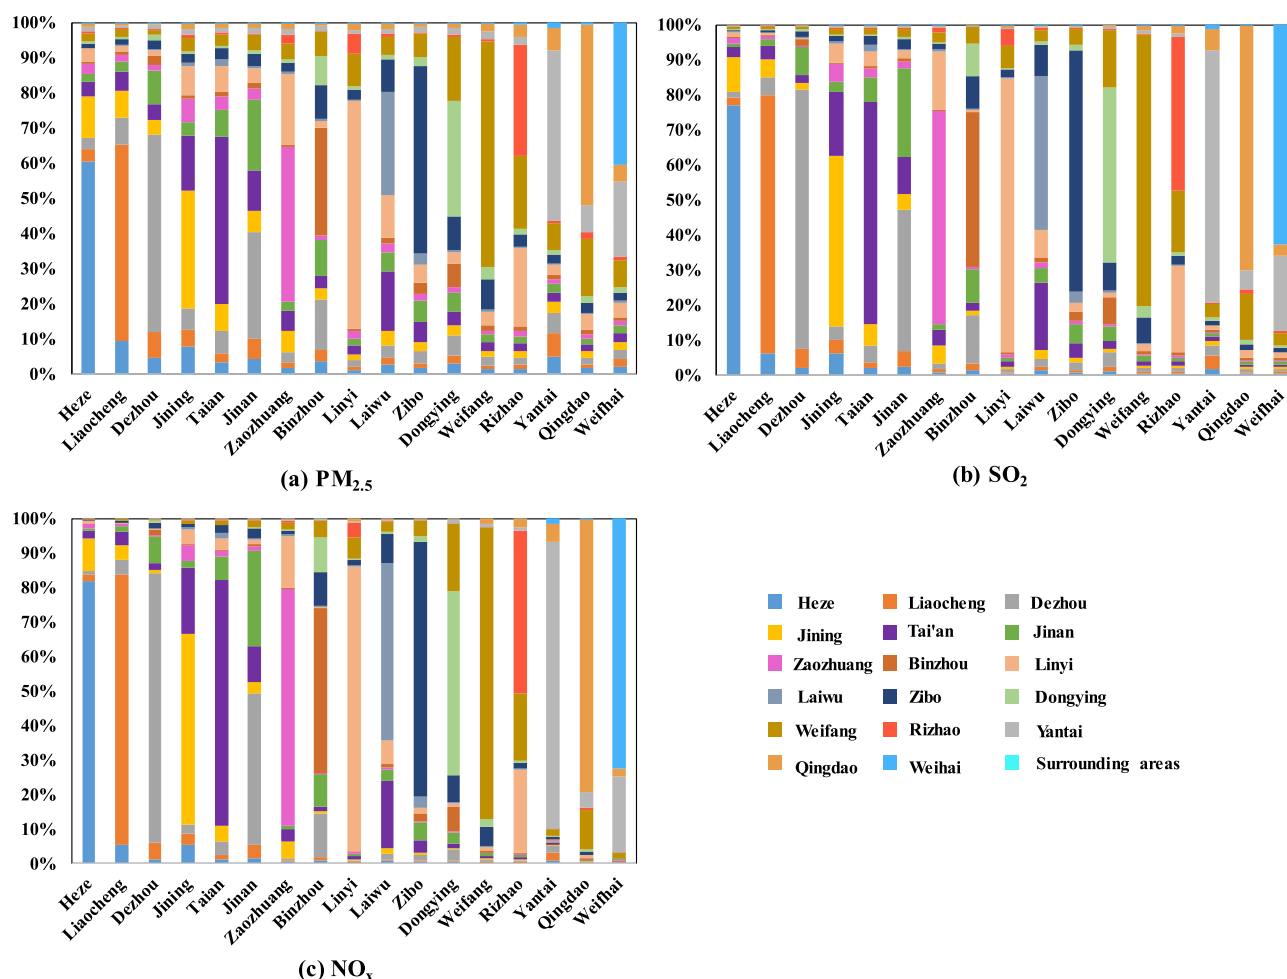 100%
90%
80%
70%
60%
50%
40%
30%
20%
10%
0%
Heze
Liaocheng
Dezhou
Jining
Taian
Jinan
Zaozhuang
Binzhou
Linyi
Laiwu
Zibo
Dongying
Weifang
Rizhao
Yantai
Qingdao
Weifhai
(a) PM2.5
100%
90%
80%
70%
60%
50%
40%
30%
20%
10%
0%
Heze
Liaocheng
Dezhou
Jining
Taian
Jinan
Zaozhuang
Binzhou
Linyi
Laiwu
Zibo
Dongying
Weifang
Rizhao
Yantai
Qingdao
Weifhai
(b) SO2
100%
90%
80%
70%
60%
50%
40%
30%
20%
10%
0%
Heze
Liaocheng
Dezhou
Jining
Taian
Jinan
Zaozhuang
Binzhou
Linyi
Laiwu
Zibo
Dongying
Weifang
Rizhao
Yantai
Qingdao
Weifhai
(c) NOx
Heze Liaocheng Dezhou
Jining Tai'an Jinan
Zaozhuang Binzhou Linyi
Laiwu Zibo Dongying
Weifang Rizhao Yantai
Qingdao Weihai Surrounding areas